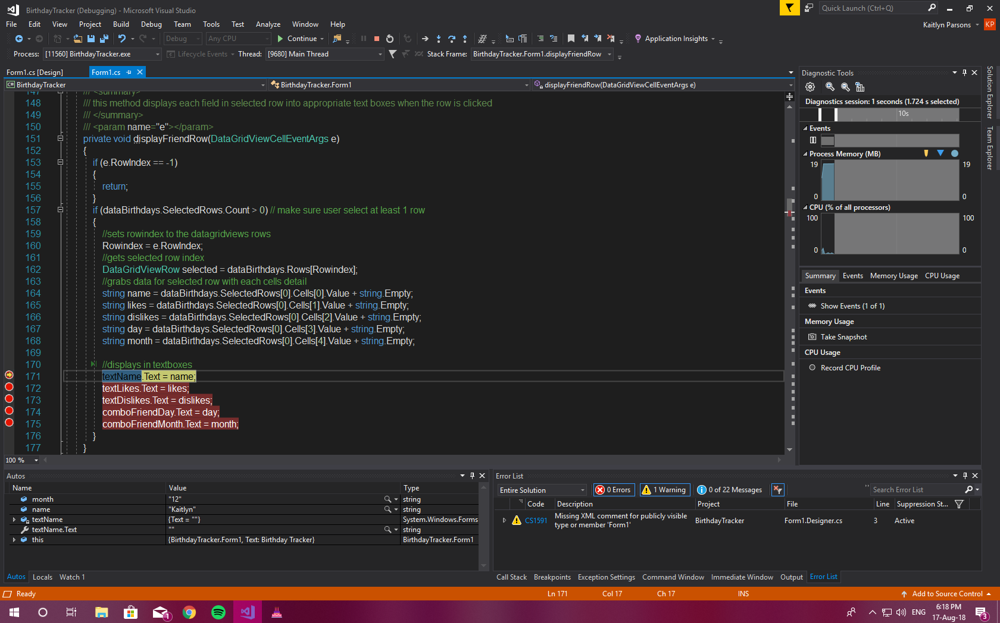 BirthdayTracker (Debugging) - Microsoft Visual Studio
Quick Launch (Ctrl+Q)
File Edit View Project Build Debug Team Tools Test Analyze Window Help
Kaitlyn Parsons KP
Debug Any CPU Continue Application Insights
Process: [11560] BirthdayTracker.exe Lifecycle Events Thread: [9680] Main Thread Stack Frame: BirthdayTracker.Form1.displayFriendRow
Form1.cs [Design] Form1.cs
C# BirthdayTracker BirthdayTracker.Form1 displayFriendRow(DataGridViewCellEventArgs e)
147 /// <summary>
148 /// this method displays each field in selected row into appropriate text boxes when the row is clicked
149 /// </summary>
150 /// <param name="e"></param>
151 private void displayFriendRow(DataGridViewCellEventArgs e)
152 {
153 if (e.RowIndex == -1)
154 {
155 return;
156 }
157 if (dataBirthdays.SelectedRows.Count > 0) // make sure user select at least 1 row
158 {
159 //sets rowindex to the datagridviews rows
160 Rowindex = e.RowIndex;
161 //gets selected row index
162 DataGridViewRow selected = dataBirthdays.Rows[Rowindex];
163 //grabs data for selected row with each cells detail
164 string name = dataBirthdays.SelectedRows[0].Cells[0].Value + string.Empty;
165 string likes = dataBirthdays.SelectedRows[0].Cells[1].Value + string.Empty;
166 string dislikes = dataBirthdays.SelectedRows[0].Cells[2].Value + string.Empty;
167 string day = dataBirthdays.SelectedRows[0].Cells[3].Value + string.Empty;
168 string month = dataBirthdays.SelectedRows[0].Cells[4].Value + string.Empty;
169
170 //displays in textboxes
171 textName.Text = name;
172 textLikes.Text = likes;
173 textDislikes.Text = dislikes;
174 comboFriendDay.Text = day;
175 comboFriendMonth.Text = month;
176 }
177 }
100 %
Diagnostic Tools
Diagnostics session: 1 seconds (1.724 s selected)
10s
Events
Process Memory (MB)
19 19
0 0
CPU (% of all processors)
100 100
0 0
Summary Events Memory Usage CPU Usage
Events
Show Events (1 of 1)
Memory Usage
Take Snapshot
CPU Usage
Record CPU Profile
Solution Explorer
Team Explorer
Autos
Name Value Type
month "12" string
name "Kaitlyn" string
textName {Text = ""} System.Windows.Forms
textName.Text "" string
this {BirthdayTracker.Form1, Text: Birthday Tracker} BirthdayTracker.Form1
Autos Locals Watch 1
Error List
Entire Solution 0 Errors 1 Warning 0 of 22 Messages Search Error List
Code Description Project File Line Suppression St...
CS1591 Missing XML comment for publicly visible type or member 'Form1' BirthdayTracker Form1.Designer.cs 3 Active
Call Stack Breakpoints Exception Settings Command Window Immediate Window Output Error List
Ready Ln 171 Col 17 Ch 17 INS Add to Source Control
1
ENG 6:18 PM
17-Aug-18 3